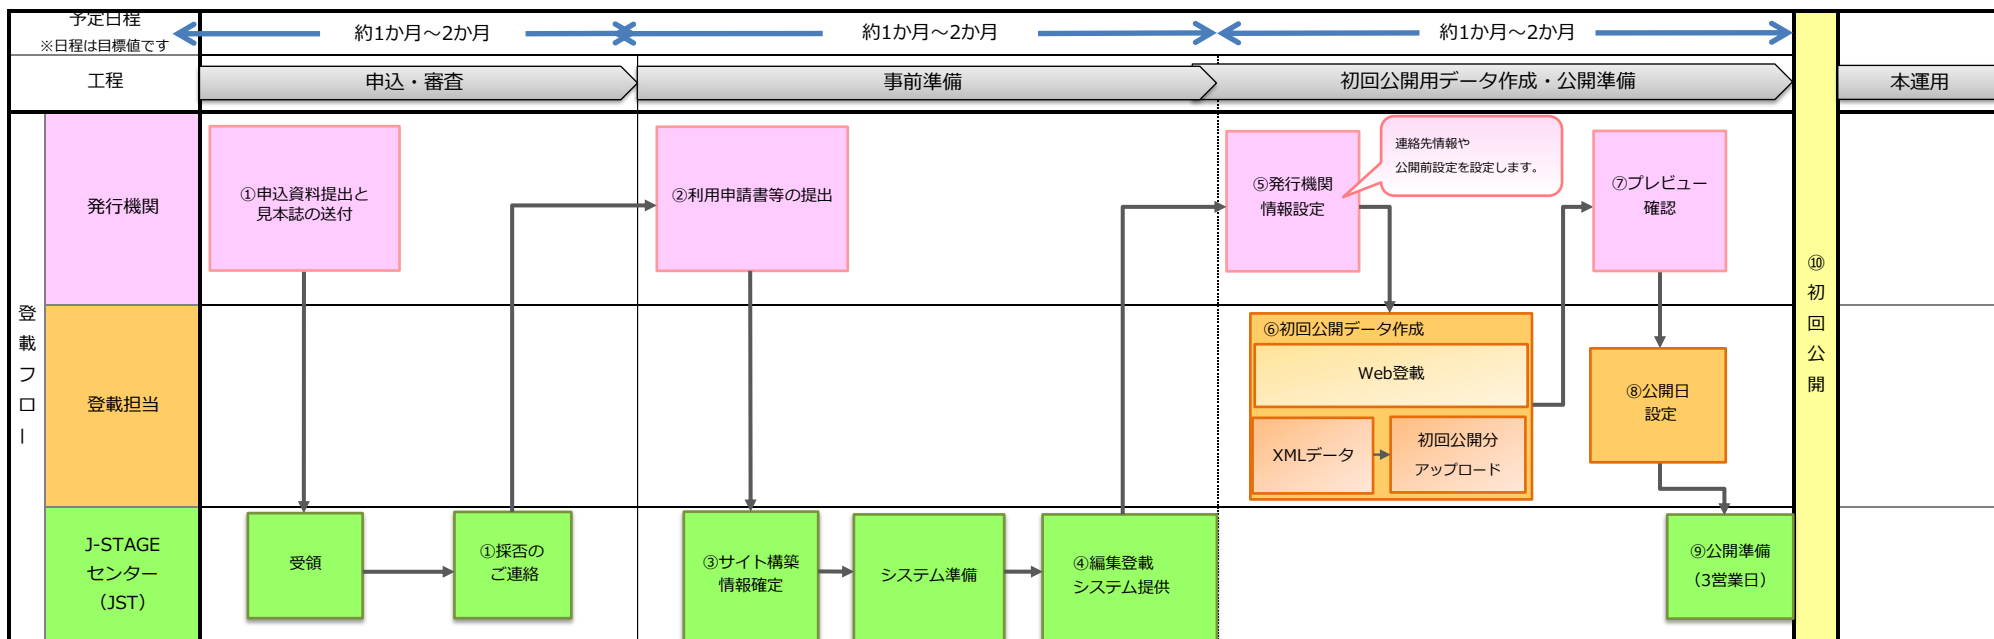 予定日程
※日程は目標値です
約1か月～2か月
約1か月～2か月
約1か月～2か月
工程
申込・審査
事前準備
初回公開用データ作成・公開準備
本運用
登載フロー
発行機関
①申込資料提出と
見本誌の送付
②利用申請書等の提出
⑤発行機関
情報設定
連絡先情報や
公開前設定を設定します。
⑦プレビュー
確認
登載担当
⑥初回公開データ作成
Web登載
XMLデータ
初回公開分
アップロード
⑧公開日
設定
J-STAGE
センター
（JST）
受領
①採否の
ご連絡
③サイト構築
情報確定
システム準備
④編集登載
システム提供
⑨公開準備
（3営業日）
⑩初回公開